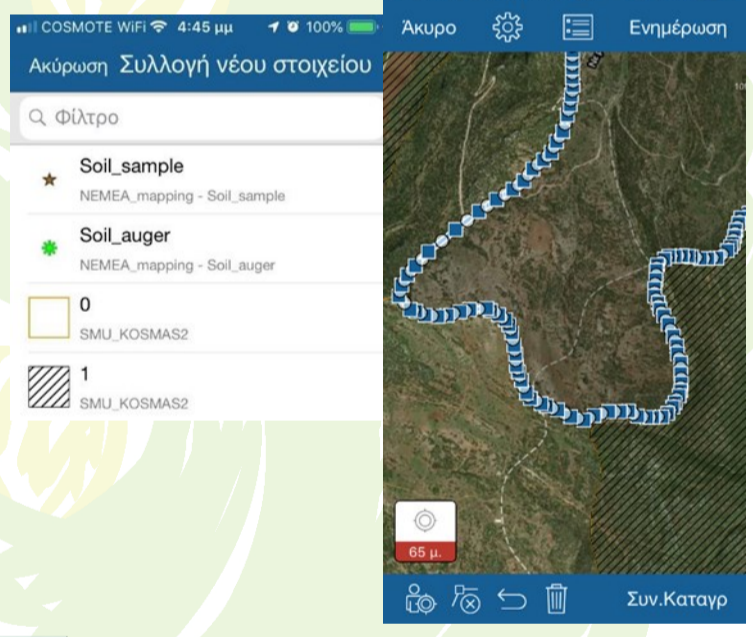 COSMOTE WiFi 4:45 μμ 100%
Ακύρωση Συλλογή νέου στοιχείου
Φίλτρο
Soil_sample
NEMEA_mapping - Soil_sample
Soil_auger
NEMEA_mapping - Soil_auger
0
SMU_KOSMAS2
1
SMU_KOSMAS2
Άκυρο Ενημέρωση
65 μ.
Συν.Καταγρ